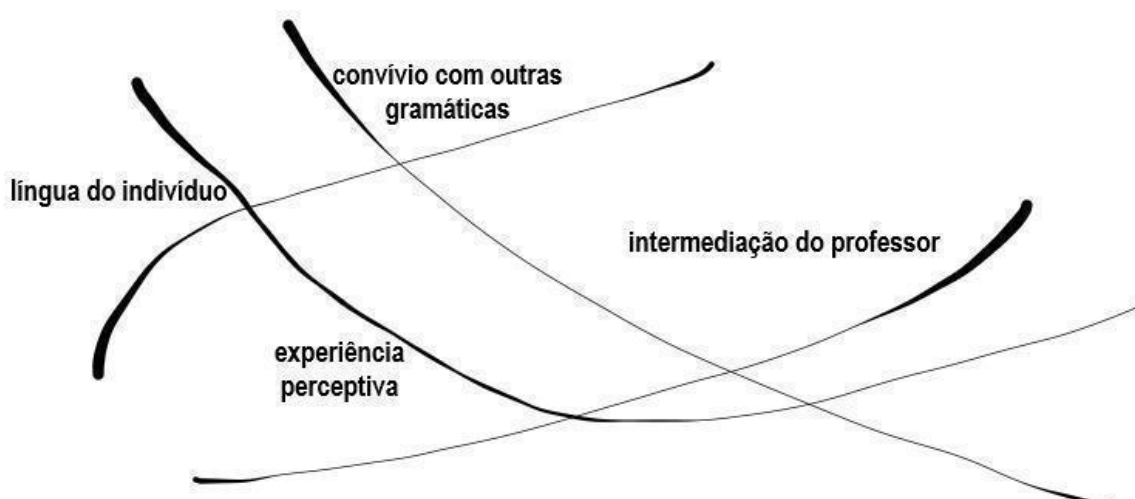 convívio com outras
gramáticas
língua do indivíduo
intermediação do professor
experiência
perceptiva